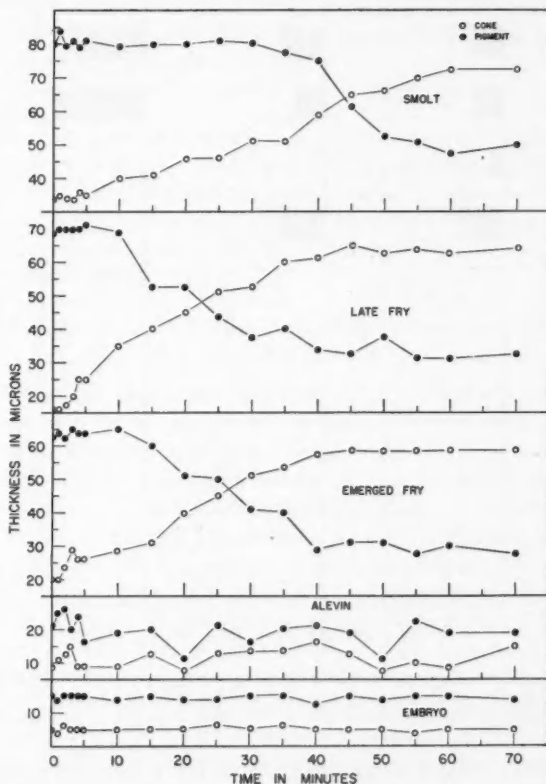 CONE
PIGMENT
80
70
60
50
40
SMOLT
70
60
50
40
30
20
LATE FRY
60
50
40
30
20
EMERGED FRY
20
10
ALEVIN
10
EMBRYO
0 10 20 30 40 50 60 70
TIME IN MINUTES
THICKNESS IN MICRONS